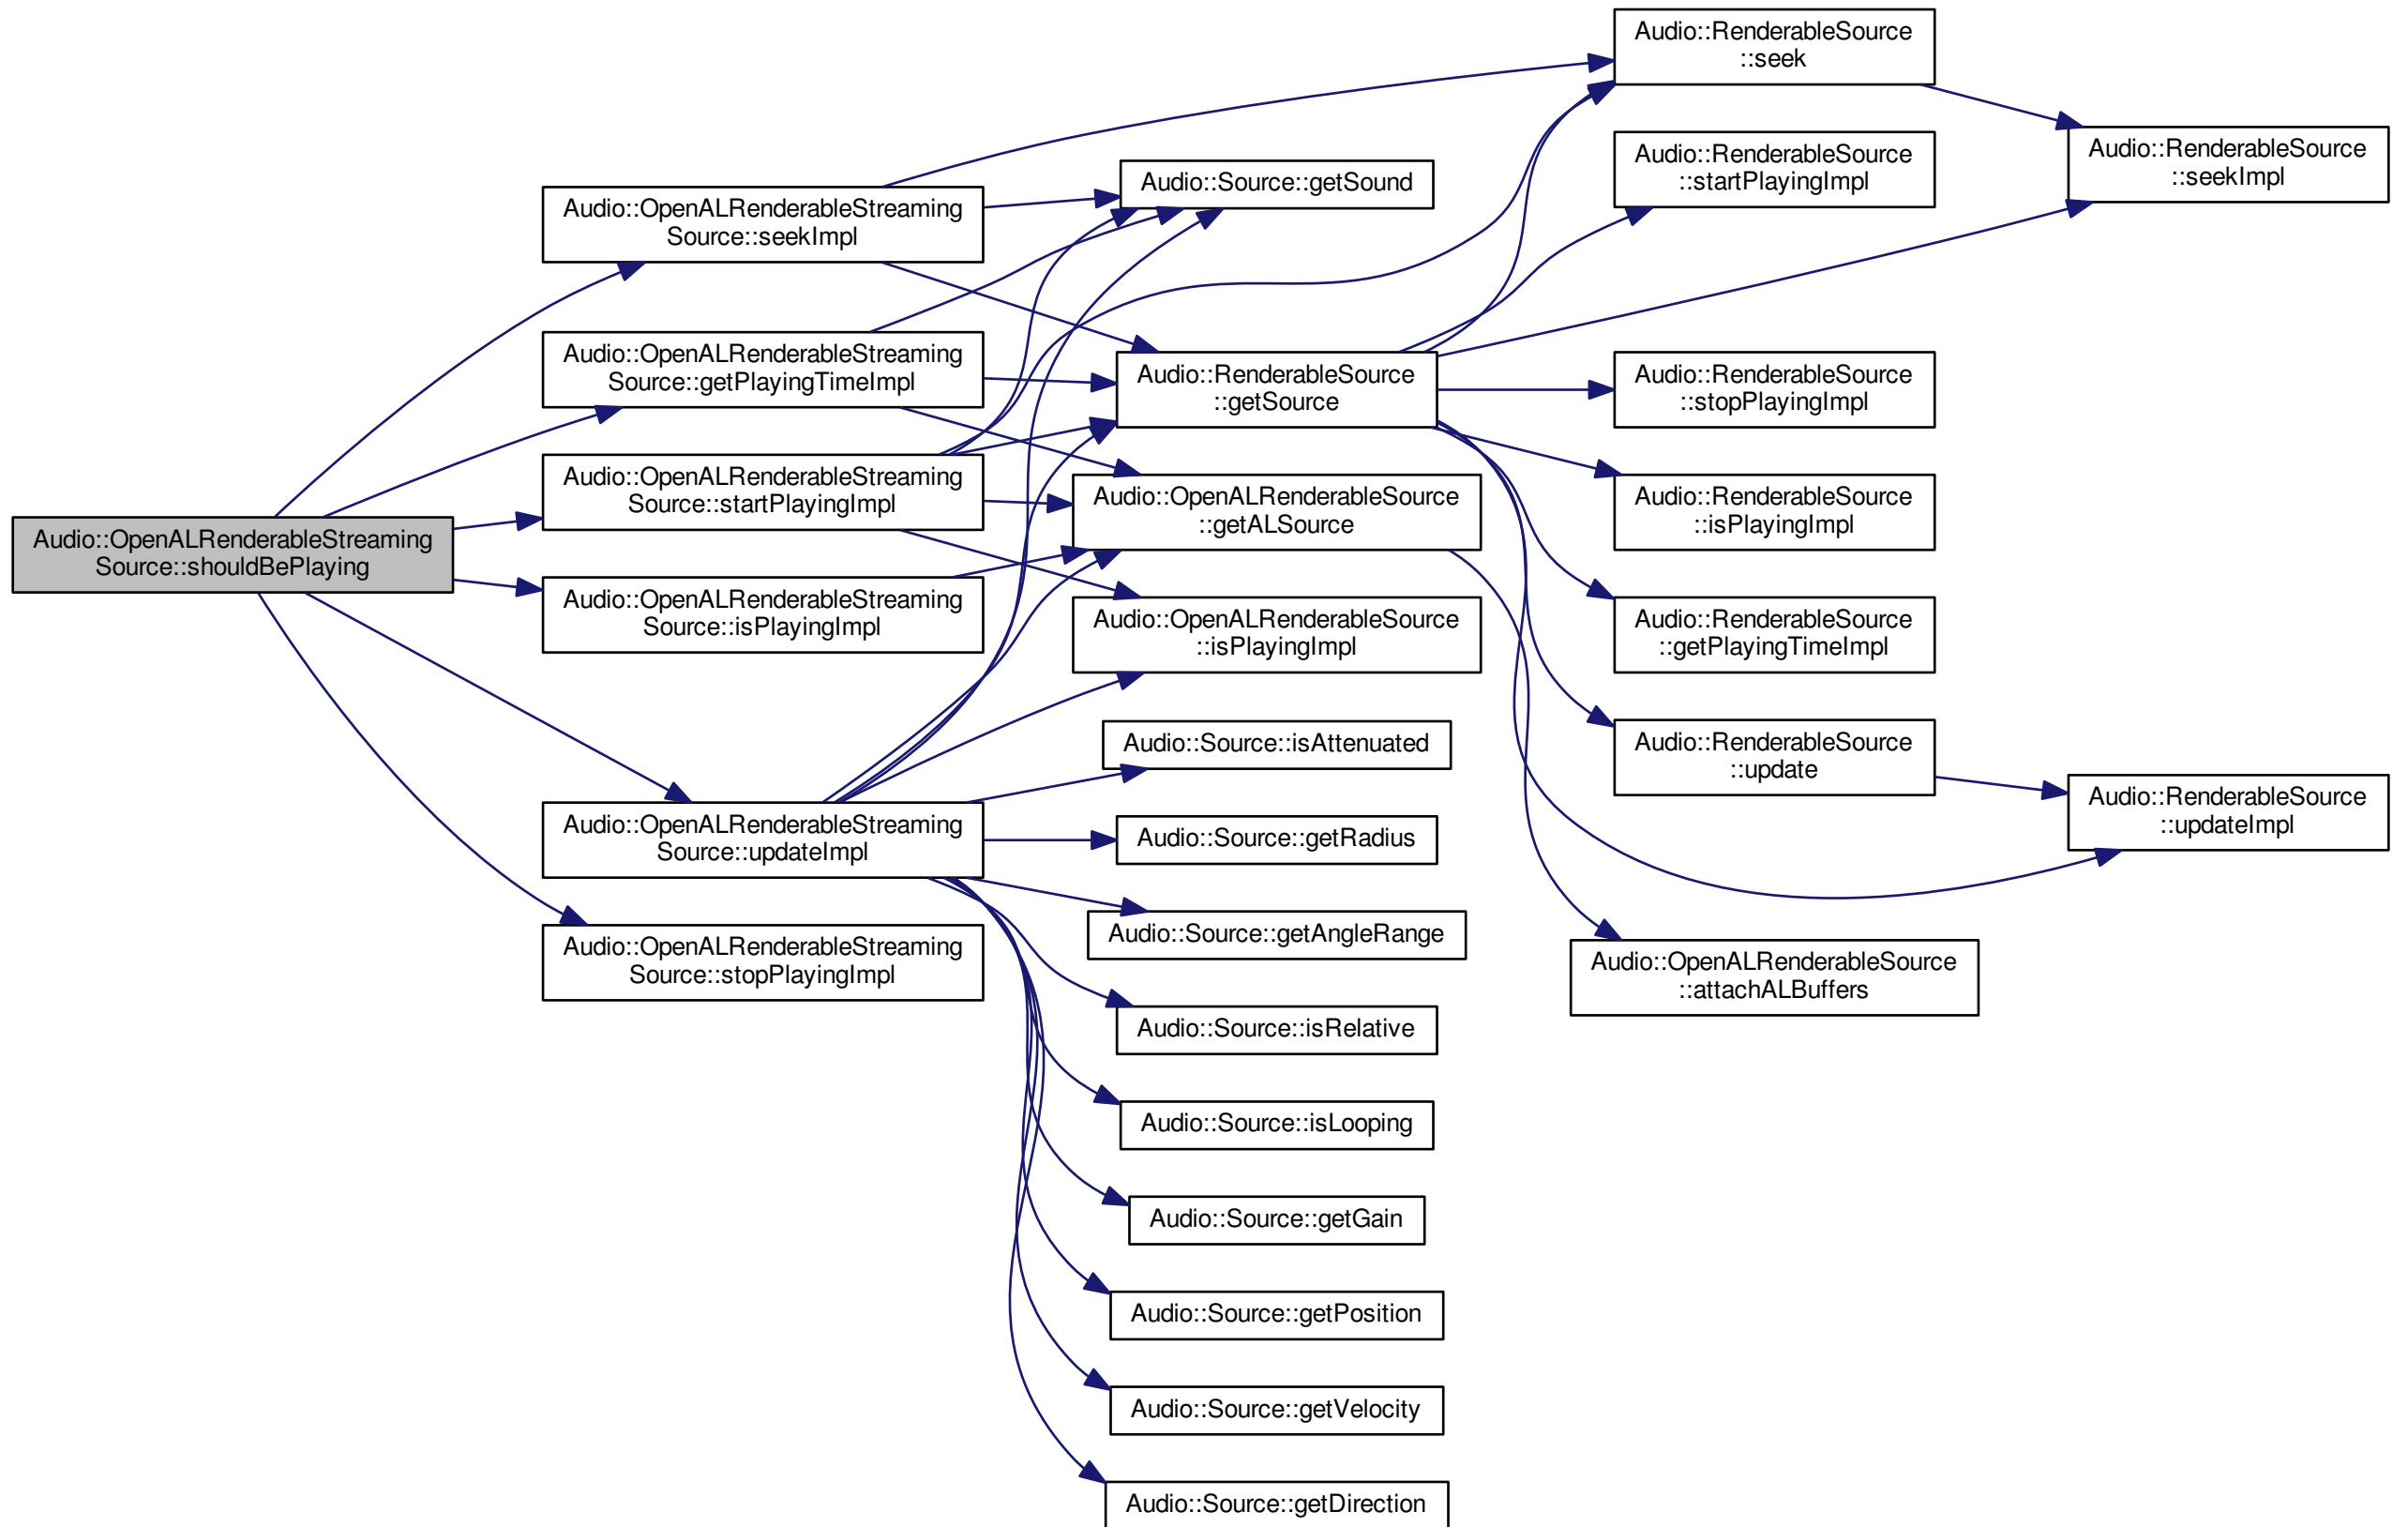 Audio::OpenALRenderableStreaming
Source::shouldBePlaying
Audio::OpenALRenderableStreaming
Source::seekImpl
Audio::OpenALRenderableStreaming
Source::getPlayingTimeImpl
Audio::OpenALRenderableStreaming
Source::startPlayingImpl
Audio::OpenALRenderableStreaming
Source::isPlayingImpl
Audio::OpenALRenderableStreaming
Source::updateImpl
Audio::OpenALRenderableStreaming
Source::stopPlayingImpl
Audio::Source::getSound
Audio::RenderableSource
::getSource
Audio::OpenALRenderableSource
::getALSource
Audio::OpenALRenderableSource
::isPlayingImpl
Audio::Source::isAttenuated
Audio::Source::getRadius
Audio::Source::getAngleRange
Audio::Source::isRelative
Audio::Source::isLooping
Audio::Source::getGain
Audio::Source::getPosition
Audio::Source::getVelocity
Audio::Source::getDirection
Audio::RenderableSource
::seek
Audio::RenderableSource
::startPlayingImpl
Audio::RenderableSource
::stopPlayingImpl
Audio::RenderableSource
::isPlayingImpl
Audio::RenderableSource
::getPlayingTimeImpl
Audio::RenderableSource
::update
Audio::OpenALRenderableSource
::attachALBuffers
Audio::RenderableSource
::seekImpl
Audio::RenderableSource
::updateImpl